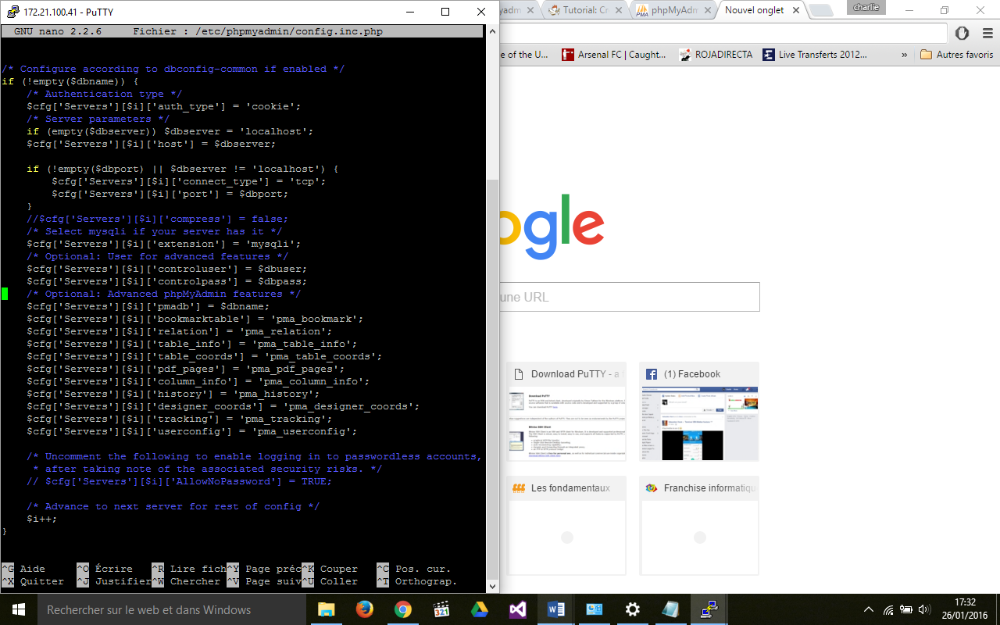 172.21.100.41 - PuTTY
GNU nano 2.2.6 Fichier : /etc/phpmyadmin/config.inc.php
/* Configure according to dbconfig-common if enabled */
if (!empty($dbname)) {
/* Authentication type */
$cfg['Servers'][$i]['auth_type'] = 'cookie';
/* Server parameters */
if (empty($dbserver)) $dbserver = 'localhost';
$cfg['Servers'][$i]['host'] = $dbserver;
if (!empty($dbport) || $dbserver != 'localhost') {
$cfg['Servers'][$i]['connect_type'] = 'tcp';
$cfg['Servers'][$i]['port'] = $dbport;
}
//$cfg['Servers'][$i]['compress'] = false;
/* Select mysqli if your server has it */
$cfg['Servers'][$i]['extension'] = 'mysqli';
/* Optional: User for advanced features */
$cfg['Servers'][$i]['controluser'] = $dbuser;
$cfg['Servers'][$i]['controlpass'] = $dbpass;
/* Optional: Advanced phpMyAdmin features */
$cfg['Servers'][$i]['pmadb'] = $dbname;
$cfg['Servers'][$i]['bookmarktable'] = 'pma_bookmark';
$cfg['Servers'][$i]['relation'] = 'pma_relation';
$cfg['Servers'][$i]['table_info'] = 'pma_table_info';
$cfg['Servers'][$i]['table_coords'] = 'pma_table_coords';
$cfg['Servers'][$i]['pdf_pages'] = 'pma_pdf_pages';
$cfg['Servers'][$i]['column_info'] = 'pma_column_info';
$cfg['Servers'][$i]['history'] = 'pma_history';
$cfg['Servers'][$i]['designer_coords'] = 'pma_designer_coords';
$cfg['Servers'][$i]['tracking'] = 'pma_tracking';
$cfg['Servers'][$i]['userconfig'] = 'pma_userconfig';
/* Uncomment the following to enable logging in to passwordless accounts,
* after taking note of the associated security risks. */
// $cfg['Servers'][$i]['AllowNoPassword'] = TRUE;
/* Advance to next server for rest of config */
$i++;
}
^G Aide ^O Écrire ^R Lire fich^Y Page préc^K Couper ^C Pos. cur.
^X Quitter ^J Justifier^W Chercher ^V Page suiv^U Coller ^T Orthograp.
yadm Tutorial: Cr phpMyAdm Nouvel onglet charlie
e of the U... Arsenal FC | Caught... ROJADIRECTA Live Transferts 2012... » Autres favoris
ogle
une URL
Download PuTTY - a (1) Facebook
Les fondamentaux Franchise informatiqu
Rechercher sur le web et dans Windows
321
17:32
26/01/2016